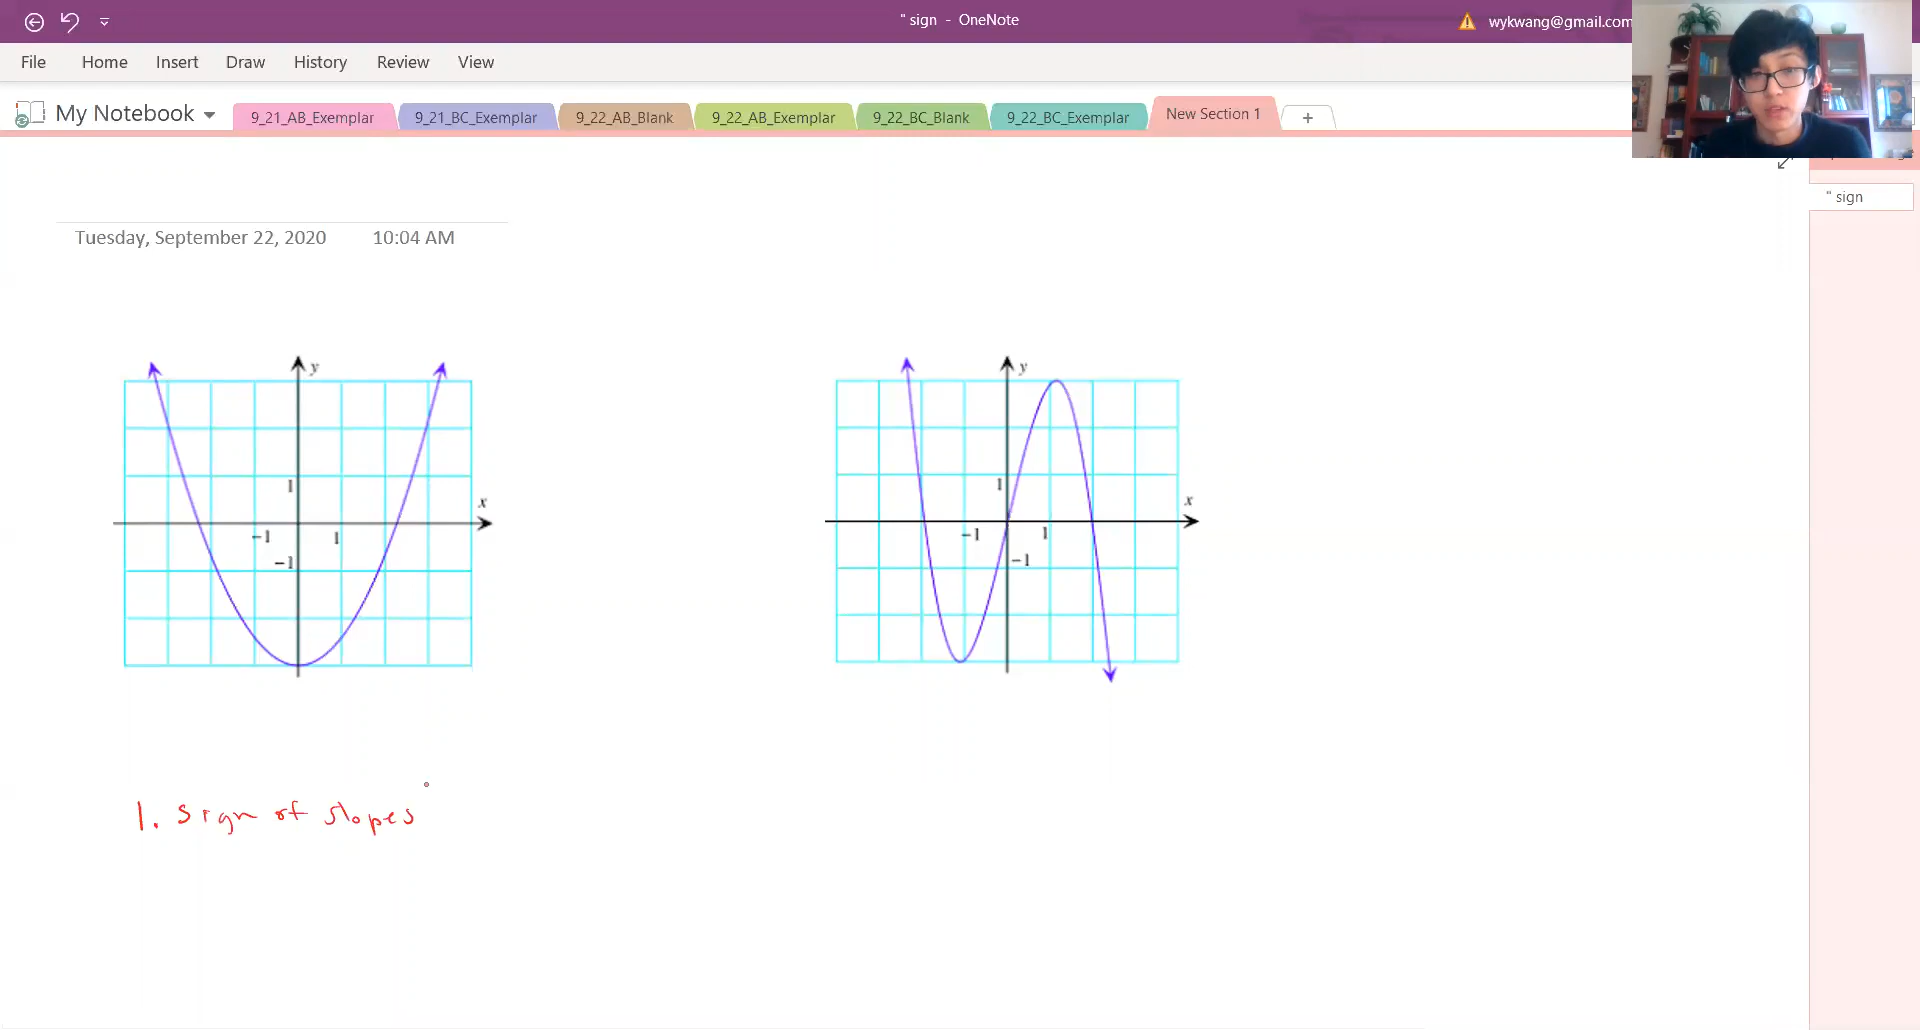 " sign - OneNote
wykwang@gmail.com
File Home Insert Draw History Review View
My Notebook 9_21_AB_Exemplar 9_21_BC_Exemplar 9_22_AB_Blank 9_22_AB_Exemplar 9_22_BC_Blank 9_22_BC_Exemplar New Section 1 +
" sign
Tuesday, September 22, 2020 10:04 AM
y
1
x
-1 1
-1
y
1
x
-1 1
-1
1. Sign of slopes